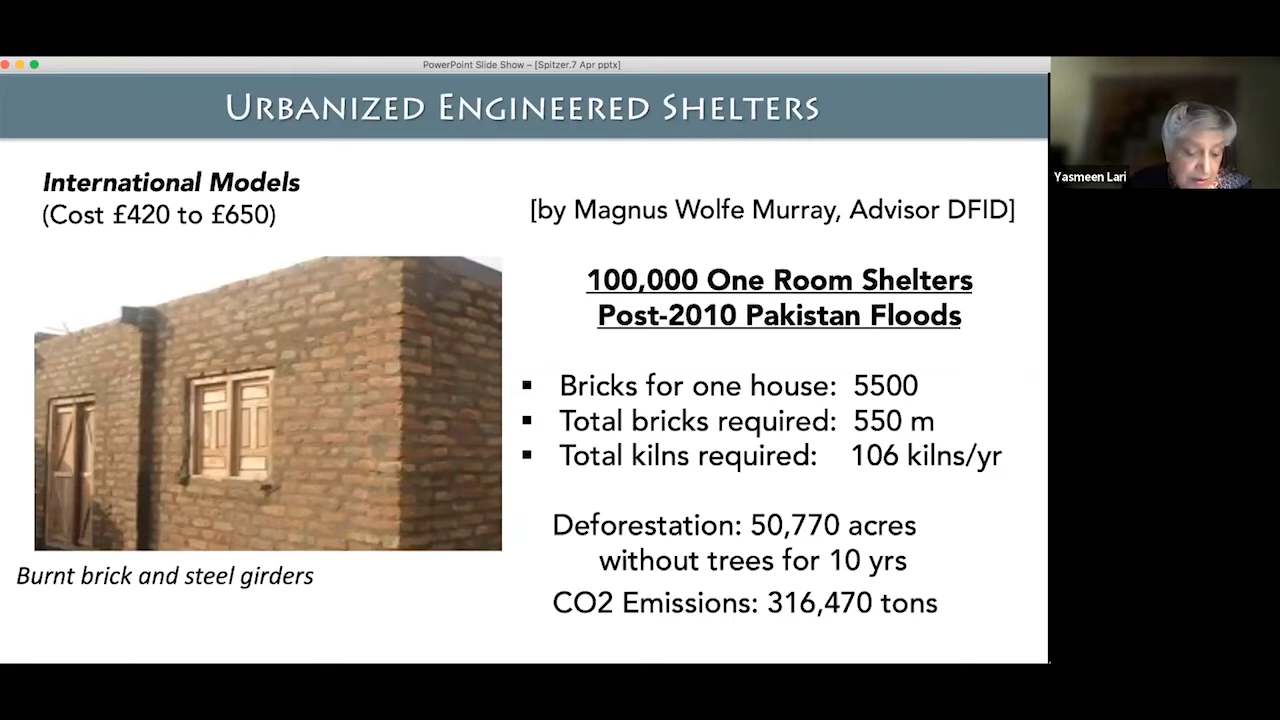 PowerPoint Slide Show – [Spitzer.7 Apr pptx]
URBANIZED ENGINEERED SHELTERS
International Models
(Cost £420 to £650)
[by Magnus Wolfe Murray, Advisor DFID]
100,000 One Room Shelters
Post-2010 Pakistan Floods
▪ Bricks for one house: 5500
▪ Total bricks required: 550 m
▪ Total kilns required: 106 kilns/yr
Deforestation: 50,770 acres
without trees for 10 yrs
CO2 Emissions: 316,470 tons
Burnt brick and steel girders
Yasmeen Lari